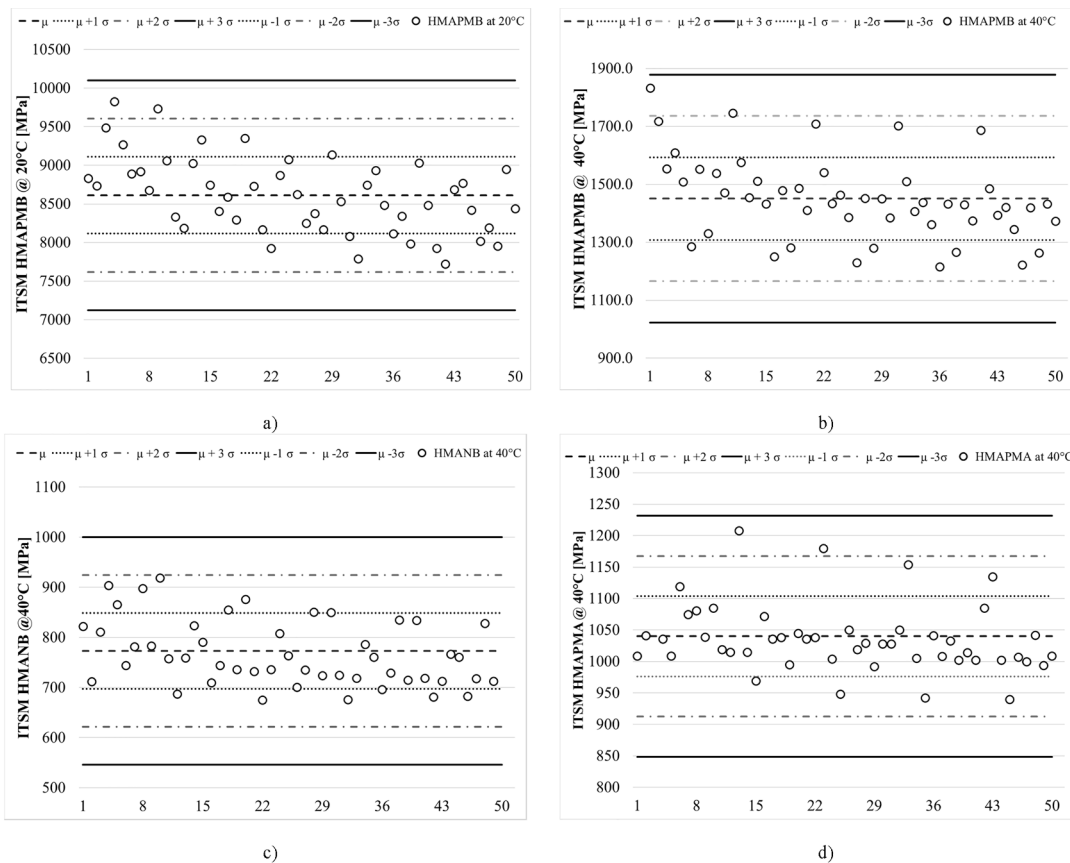 μ μ +1 σ μ +2 σ μ + 3 σ μ -1 σ μ -2σ μ -3σ HMAPMB at 20°C
ITSM HMAPMB @ 20°C [MPa]
10500
10000
9500
9000
8500
8000
7500
7000
6500
1 8 15 22 29 36 43 50
a)
μ μ +1 σ μ +2 σ μ + 3 σ μ -1 σ μ -2σ μ -3σ HMAPMB at 40°C
ITSM HMAPMB @ 40°C [MPa]
1900.0
1700.0
1500.0
1300.0
1100.0
900.0
1 8 15 22 29 36 43 50
b)
μ μ +1 σ μ +2 σ μ + 3 σ μ -1 σ μ -2σ μ -3σ HMANB at 40°C
ITSM HMANB @40°C [MPa]
1100
1000
900
800
700
600
500
1 8 15 22 29 36 43 50
c)
μ μ +1 σ μ +2 σ μ + 3 σ μ -1 σ μ -2σ μ -3σ HMAPMA at 40°C
ITSM HMAPMA @ 40°C [MPa]
1300
1250
1200
1150
1100
1050
1000
950
900
850
800
1 8 15 22 29 36 43 50
d)